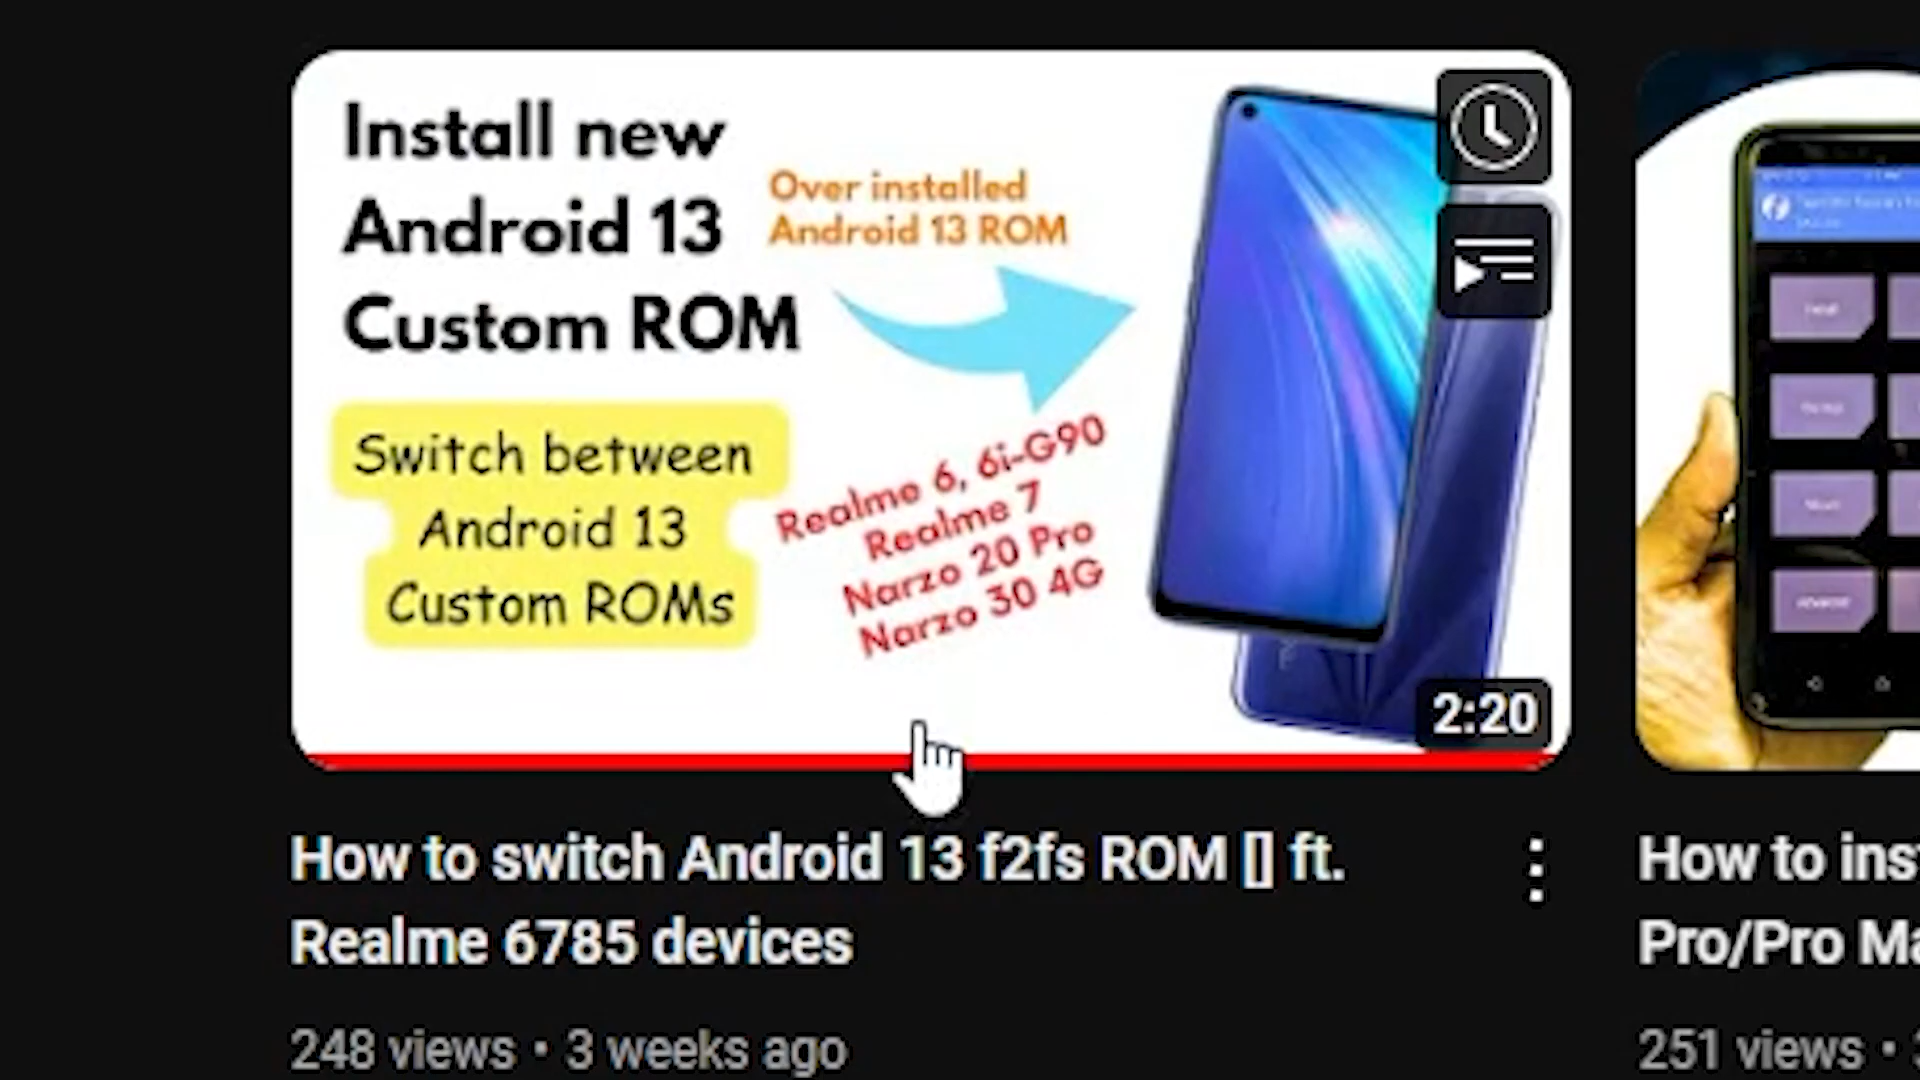 Install new
Android 13
Custom ROM
Over installed
Android 13 ROM
Switch between
Android 13
Custom ROMs
Realme 6, 6i-G90
Realme 7
Narzo 20 Pro
Narzo 30 4G
2:20
How to switch Android 13 f2fs ROM [] ft.
Realme 6785 devices
248 views • 3 weeks ago
How to ins
Pro/Pro Ma
251 views •